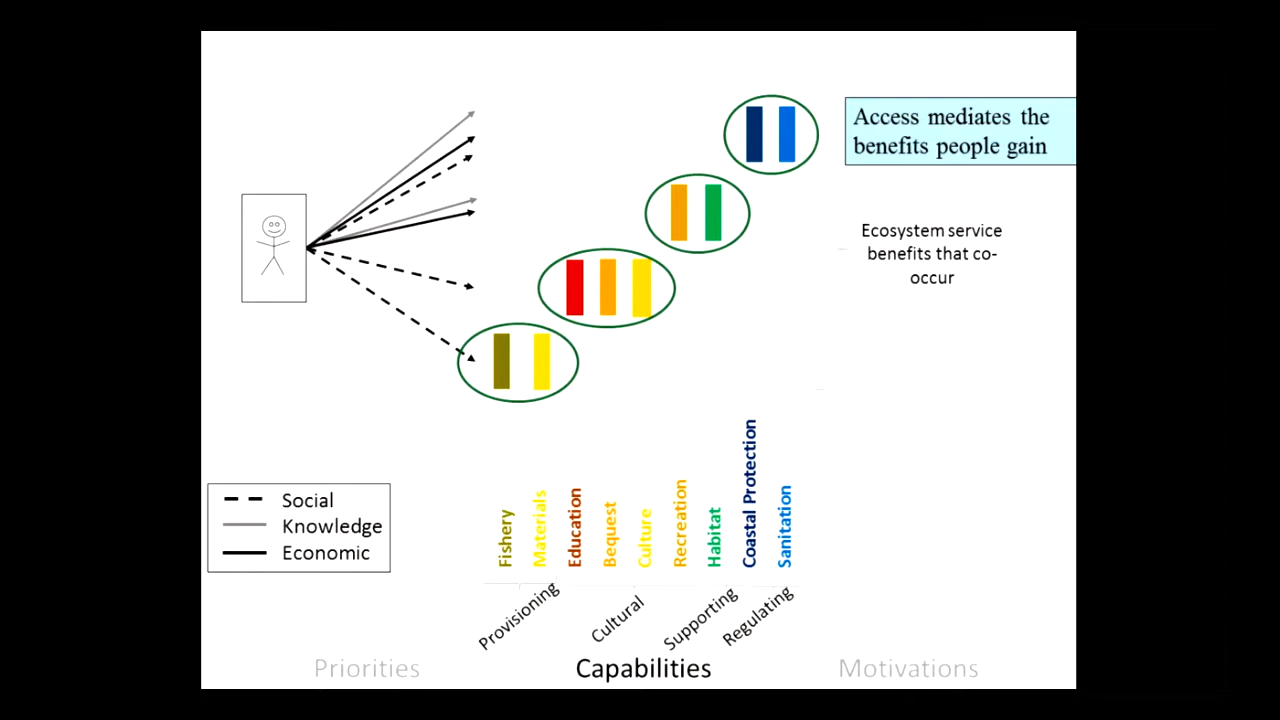 Access mediates the
benefits people gain
Ecosystem service
benefits that co-
occur
Social
Knowledge
Economic
Fishery
Materials
Education
Bequest
Culture
Recreation
Habitat
Coastal Protection
Sanitation
Provisioning
Cultural
Supporting
Regulating
Priorities
Capabilities
Motivations